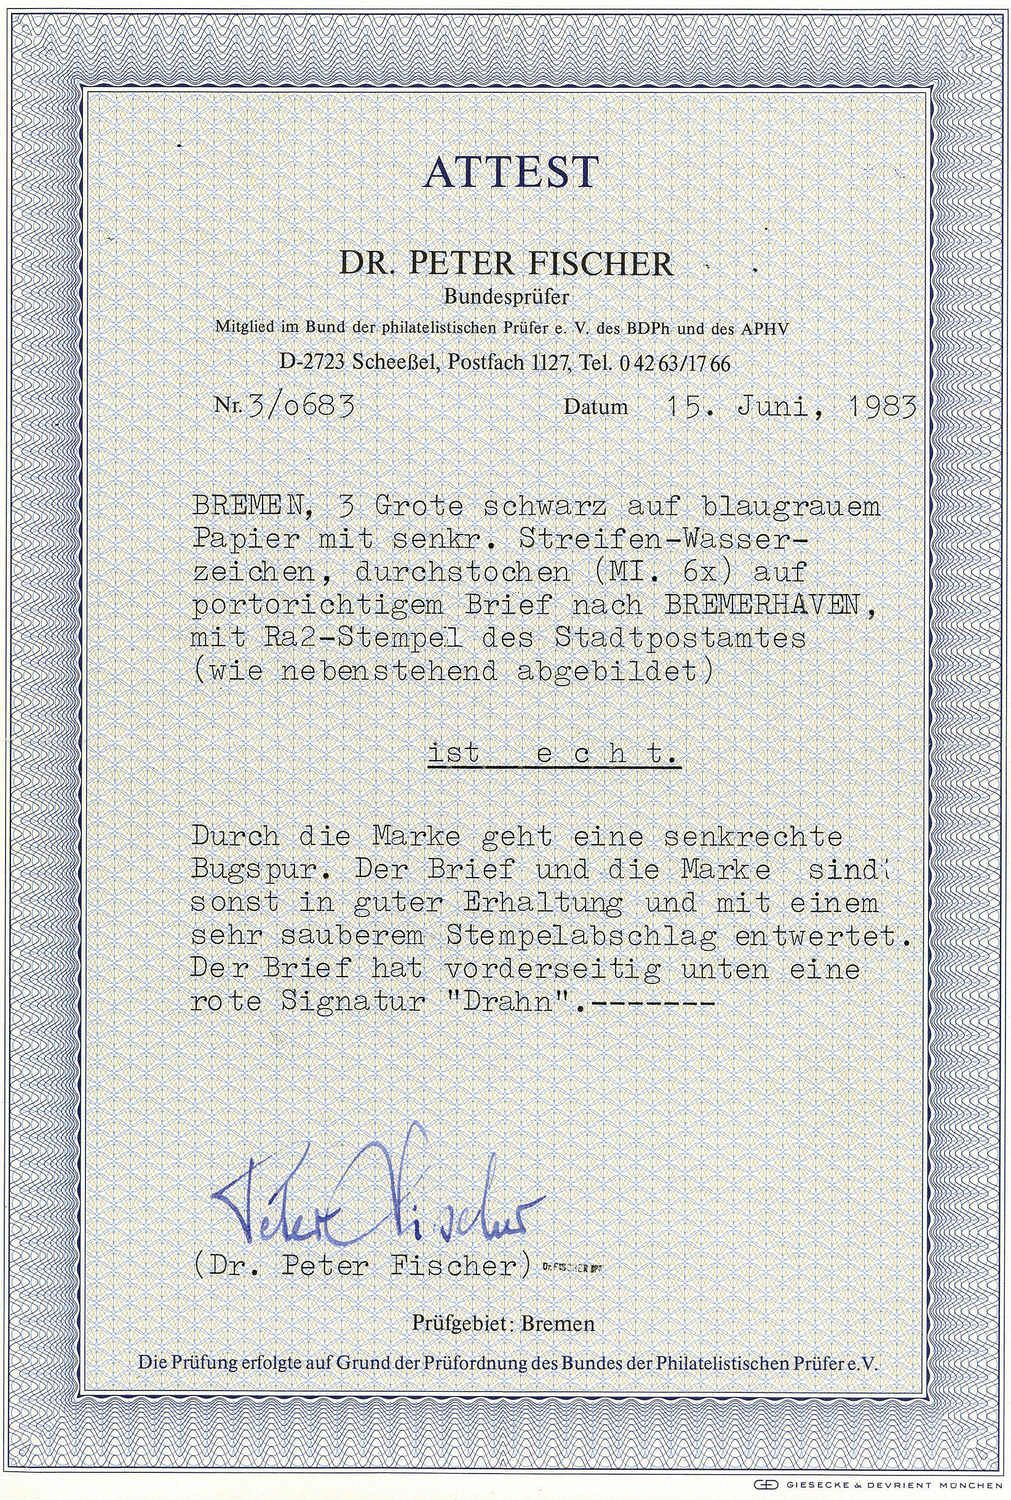 ATTEST
DR. PETER FISCHER
Bundesprüfer
Mitglied im Bund der philatelistischen Prüfer e. V. des BDPh und des APHV
D-2723 Scheeßel, Postfach 1127, Tel. 0 42 63/17 66
Nr. 3/o683 Datum 15. Juni, 1983
BREMEN, 3 Grote schwarz auf blaugrauem
Papier mit senkr. Streifen-Wasser-
zeichen, durchstochen (MI. 6x) auf
portorichtigem Brief nach BREMERHAVEN,
mit Ra2-Stempel des Stadtpostamtes
(wie nebenstehend abgebildet)
ist e c h t.
Durch die Marke geht eine senkrechte
Bugspur. Der Brief und die Marke sind
sonst in guter Erhaltung und mit einem
sehr sauberem Stempelabschlag entwertet.
Der Brief hat vorderseitig unten eine
rote Signatur "Drahn".-------
Peter Fischer
(Dr. Peter Fischer) Dr. FISCHER BPP
Prüfgebiet: Bremen
Die Prüfung erfolgte auf Grund der Prüfordnung des Bundes der Philatelistischen Prüfer e.V.
GIESECKE & DEVRIENT MÜNCHEN